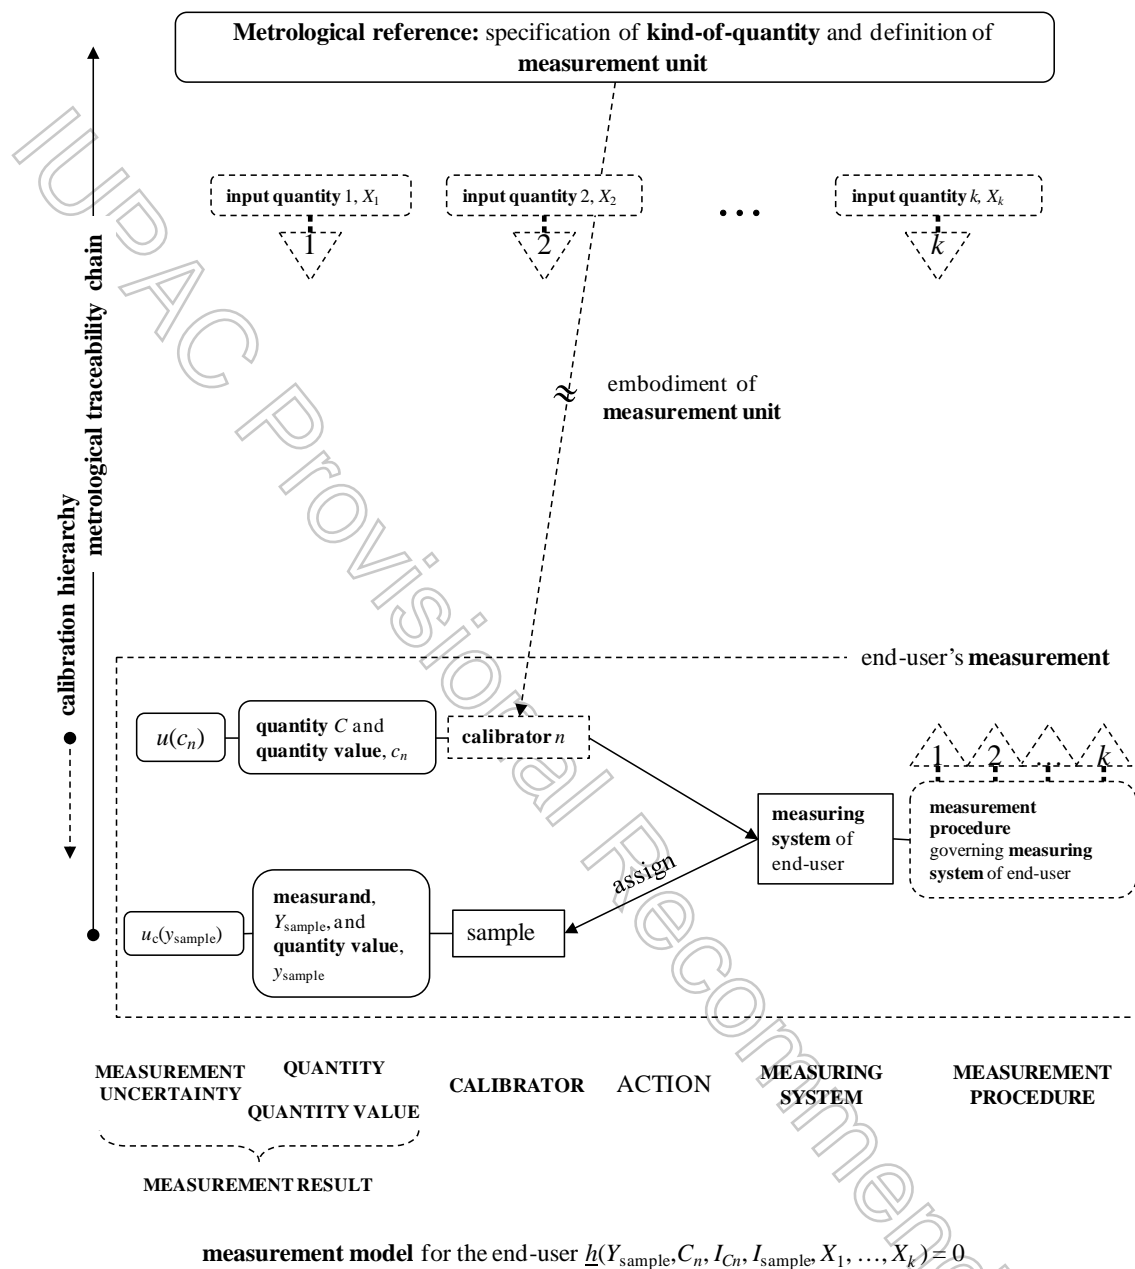 Metrological reference: specification of kind-of-quantity and definition of
measurement unit
input quantity 1, X1
input quantity 2, X2
...
input quantity k, Xk
1
2
k
metrological traceability chain
calibration hierarchy
embodiment of
measurement unit
≈
end-user's measurement
u(cn)
quantity C and
quantity value, cn
calibrator n
1
2
...
k
measuring
system of
end-user
measurement
procedure
governing measuring
system of end-user
assign
uc(ysample)
measurand,
Ysample, and
quantity value,
ysample
sample
MEASUREMENT
UNCERTAINTY
QUANTITY
QUANTITY VALUE
CALIBRATOR
ACTION
MEASURING
SYSTEM
MEASUREMENT
PROCEDURE
MEASUREMENT RESULT
measurement model for the end-user h(Ysample, Cn, ICn, Isample, X1, ..., Xk) = 0
IUPAC Provisional Recommen